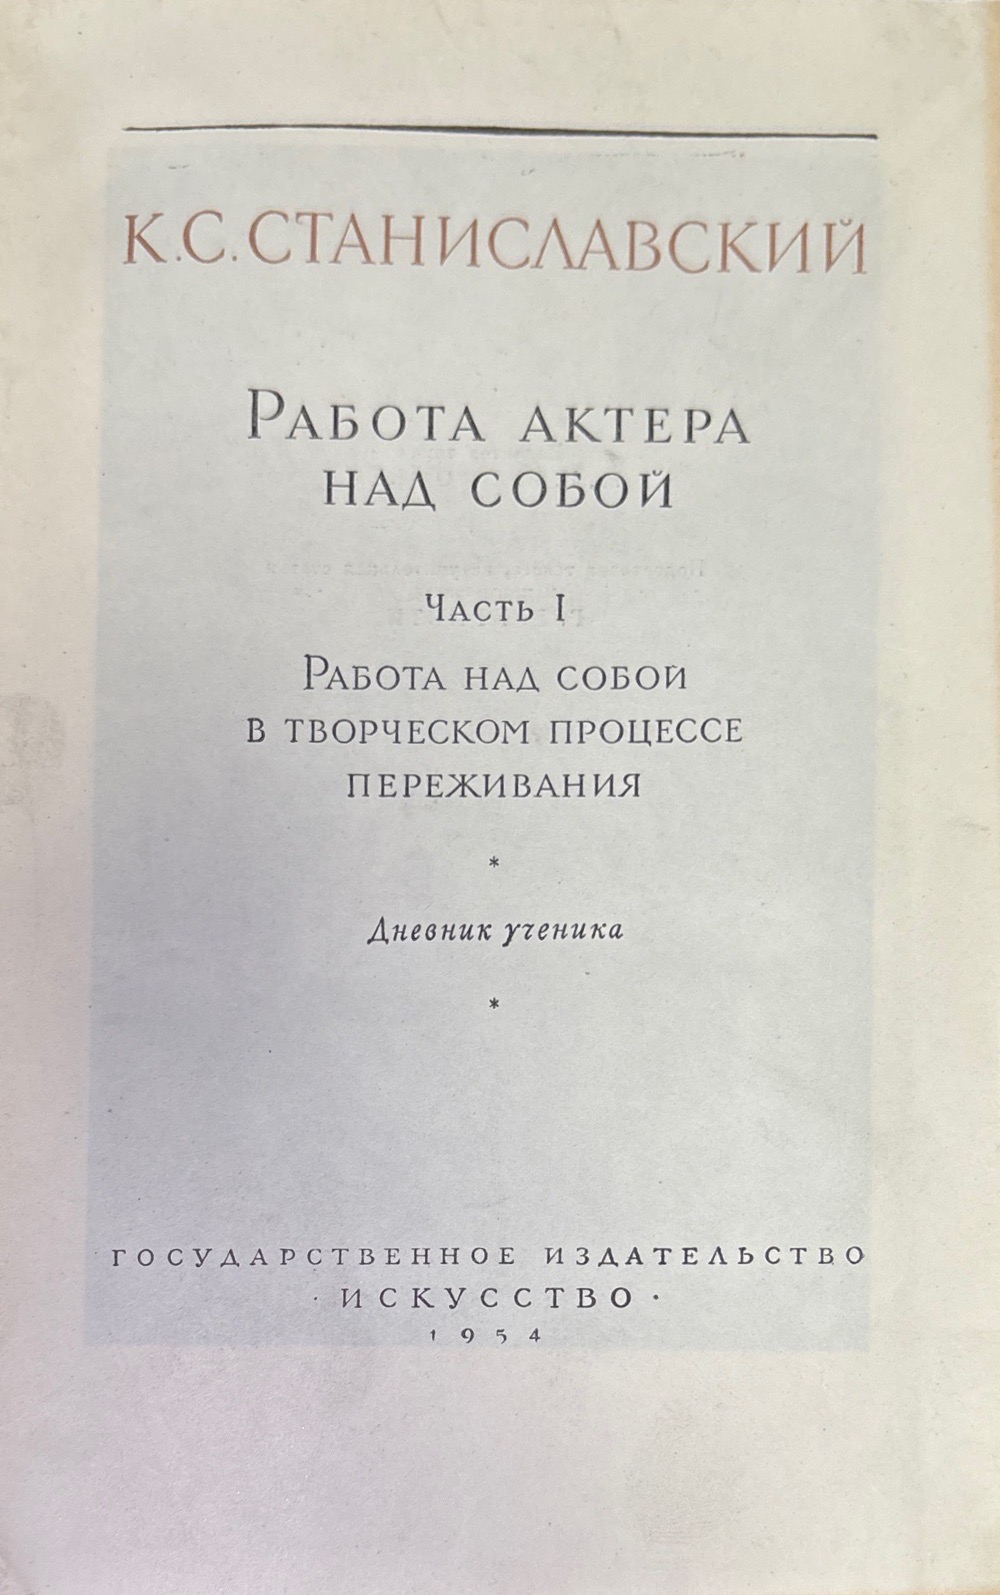 К.С.СТАНИСЛАВСКИЙ
РАБОТА АКТЕРА
НАД СОБОЙ
ЧАСТЬ I
РАБОТА НАД СОБОЙ
В ТВОРЧЕСКОМ ПРОЦЕССЕ
ПЕРЕЖИВАНИЯ
*
Дневник ученика
*
ГОСУДАРСТВЕННОЕ ИЗДАТЕЛЬСТВО
· ИСКУССТВО ·
1954